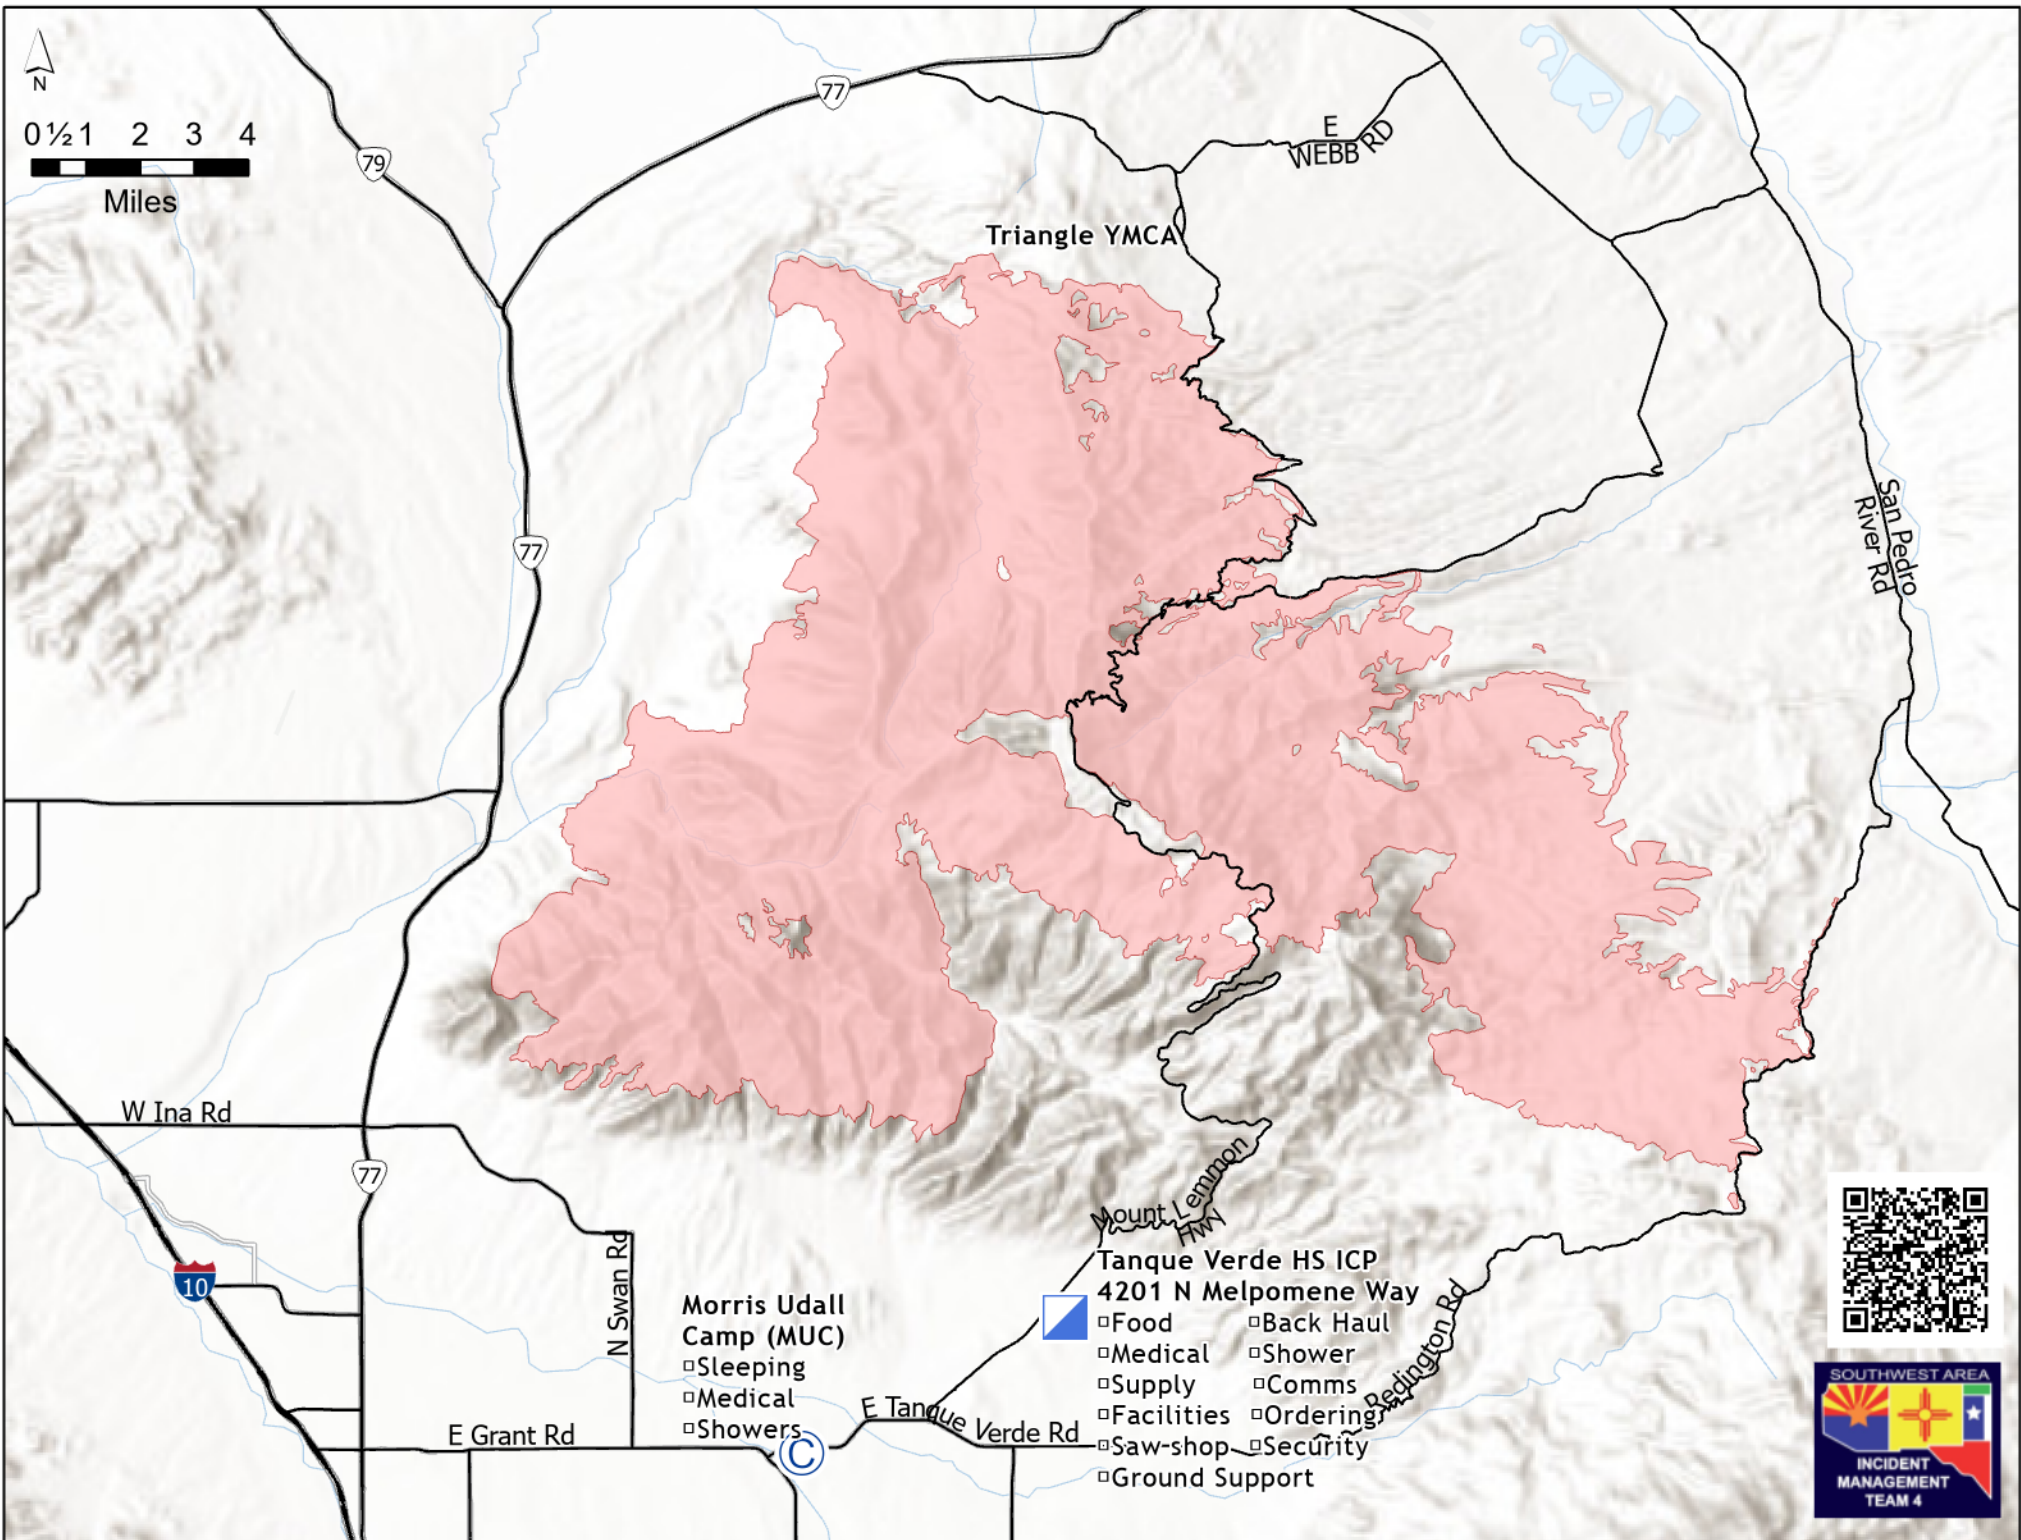 N
0 ½ 1 2 3 4
Miles
79
77
E
WEBB RD
Triangle YMCA
77
San Pedro
River Rd
W Ina Rd
77
10
N Swan Rd
E Grant Rd
Morris Udall
Camp (MUC)
Sleeping
Medical
Showers
C
E Tanque Verde Rd
Mount Lemmon
Hwy
Tanque Verde HS ICP
4201 N Melpomene Way
Food Back Haul
Medical Shower
Supply Comms
Facilities Ordering
Saw-shop Security
Ground Support
Redington Rd
SOUTHWEST AREA
INCIDENT
MANAGEMENT
TEAM 4